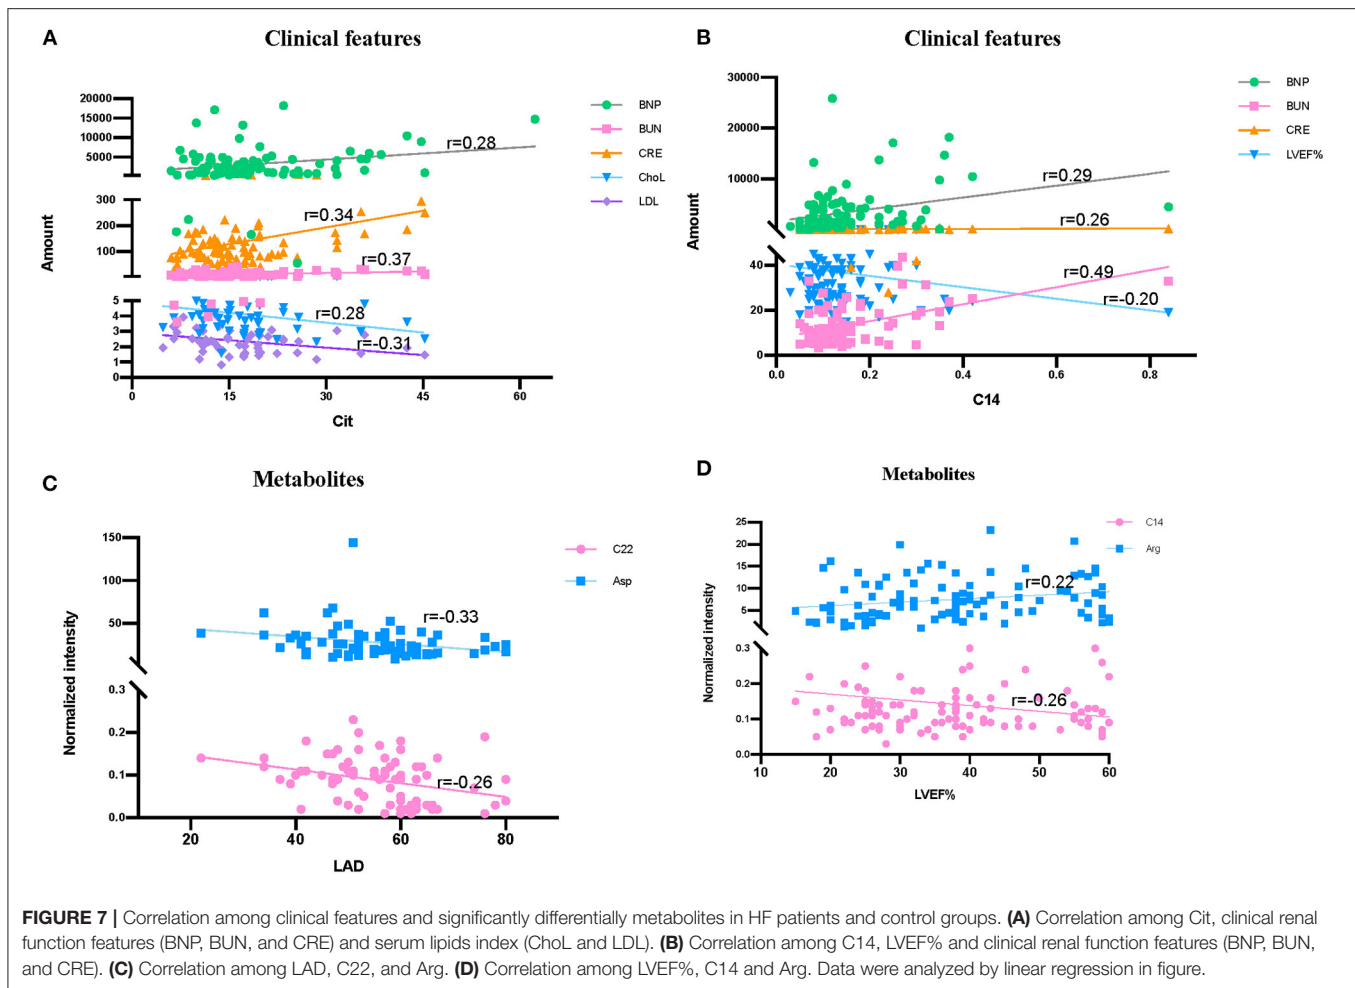 A
Clinical features
20000
15000
10000
5000
300
200
100
5
4
3
2
1
0
0
15
30
45
60
Amount
Cit
r=0.28
r=0.34
r=0.37
r=0.28
r=-0.31
BNP
BUN
CRE
ChoL
LDL
B
Clinical features
30000
20000
10000
40
20
0
0.0
0.2
0.4
0.6
0.8
Amount
C14
r=0.29
r=0.26
r=0.49
r=-0.20
BNP
BUN
CRE
LVEF%
C
Metabolites
150
100
50
0.3
0.2
0.1
0.0
20
40
60
80
Normalized intensity
LAD
r=-0.33
r=-0.26
C22
Asp
D
Metabolites
25
20
15
10
5
0.3
0.2
0.1
0.0
10
20
30
40
50
60
Normalized intensity
LVEF%
r=0.22
r=-0.26
C14
Arg
FIGURE 7 | Correlation among clinical features and significantly differentially metabolites in HF patients and control groups. (A) Correlation among Cit, clinical renal
function features (BNP, BUN, and CRE) and serum lipids index (ChoL and LDL). (B) Correlation among C14, LVEF% and clinical renal function features (BNP, BUN,
and CRE). (C) Correlation among LAD, C22, and Arg. (D) Correlation among LVEF%, C14 and Arg. Data were analyzed by linear regression in figure.